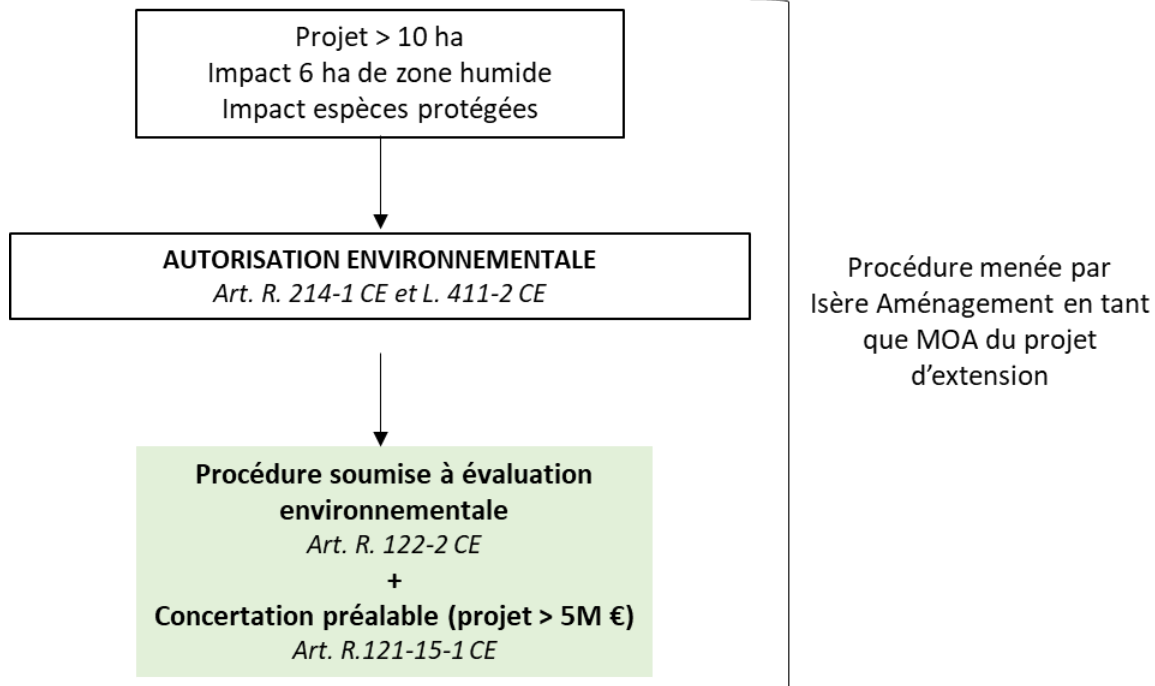 Projet > 10 ha
Impact 6 ha de zone humide
Impact espèces protégées
AUTORISATION ENVIRONNEMENTALE
Art. R. 214-1 CE et L. 411-2 CE
Procédure soumise à évaluation
environnementale
Art. R. 122-2 CE
+
Concertation préalable (projet > 5M €)
Art. R.121-15-1 CE
Procédure menée par
Isère Aménagement en tant
que MOA du projet
d'extension